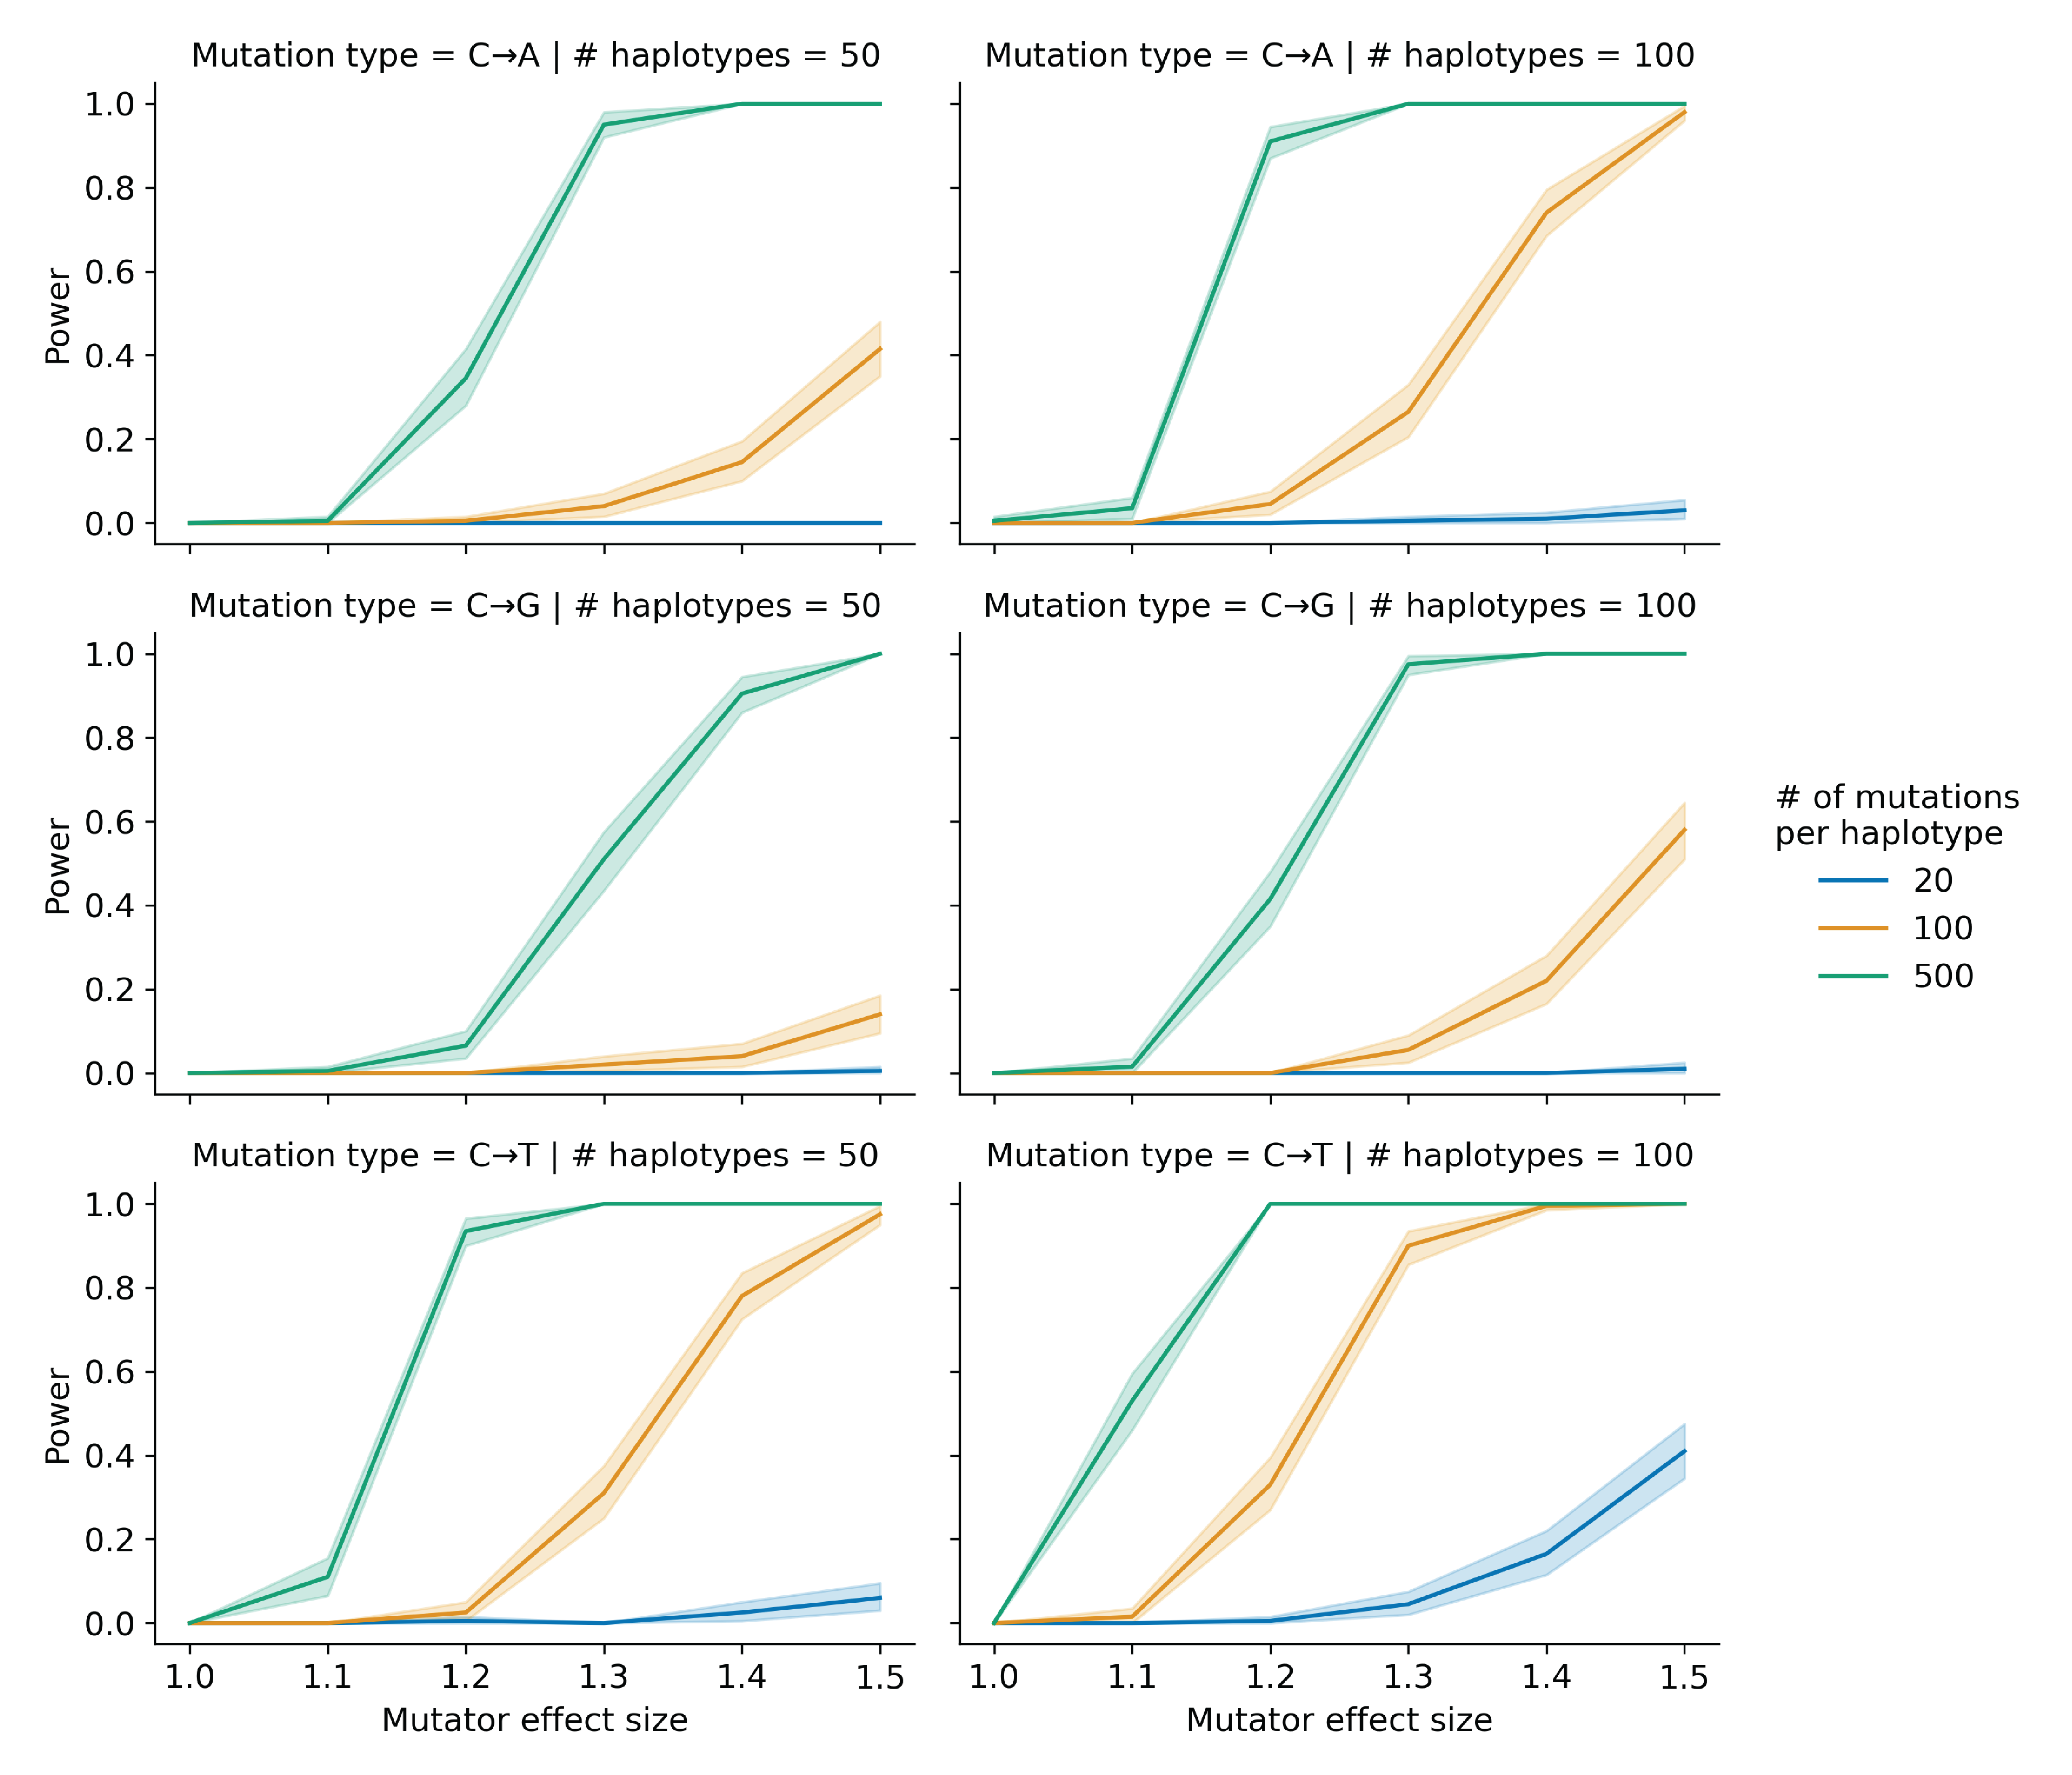 Mutation type = C→A | # haplotypes = 50
Mutation type = C→A | # haplotypes = 100
1.0
0.8
0.6
0.4
0.2
0.0
Power
Mutation type = C→G | # haplotypes = 50
Mutation type = C→G | # haplotypes = 100
1.0
0.8
0.6
0.4
0.2
0.0
Power
# of mutations
per haplotype
20
100
500
Mutation type = C→T | # haplotypes = 50
Mutation type = C→T | # haplotypes = 100
1.0
0.8
0.6
0.4
0.2
0.0
Power
1.0 1.1 1.2 1.3 1.4 1.5
Mutator effect size
1.0 1.1 1.2 1.3 1.4 1.5
Mutator effect size